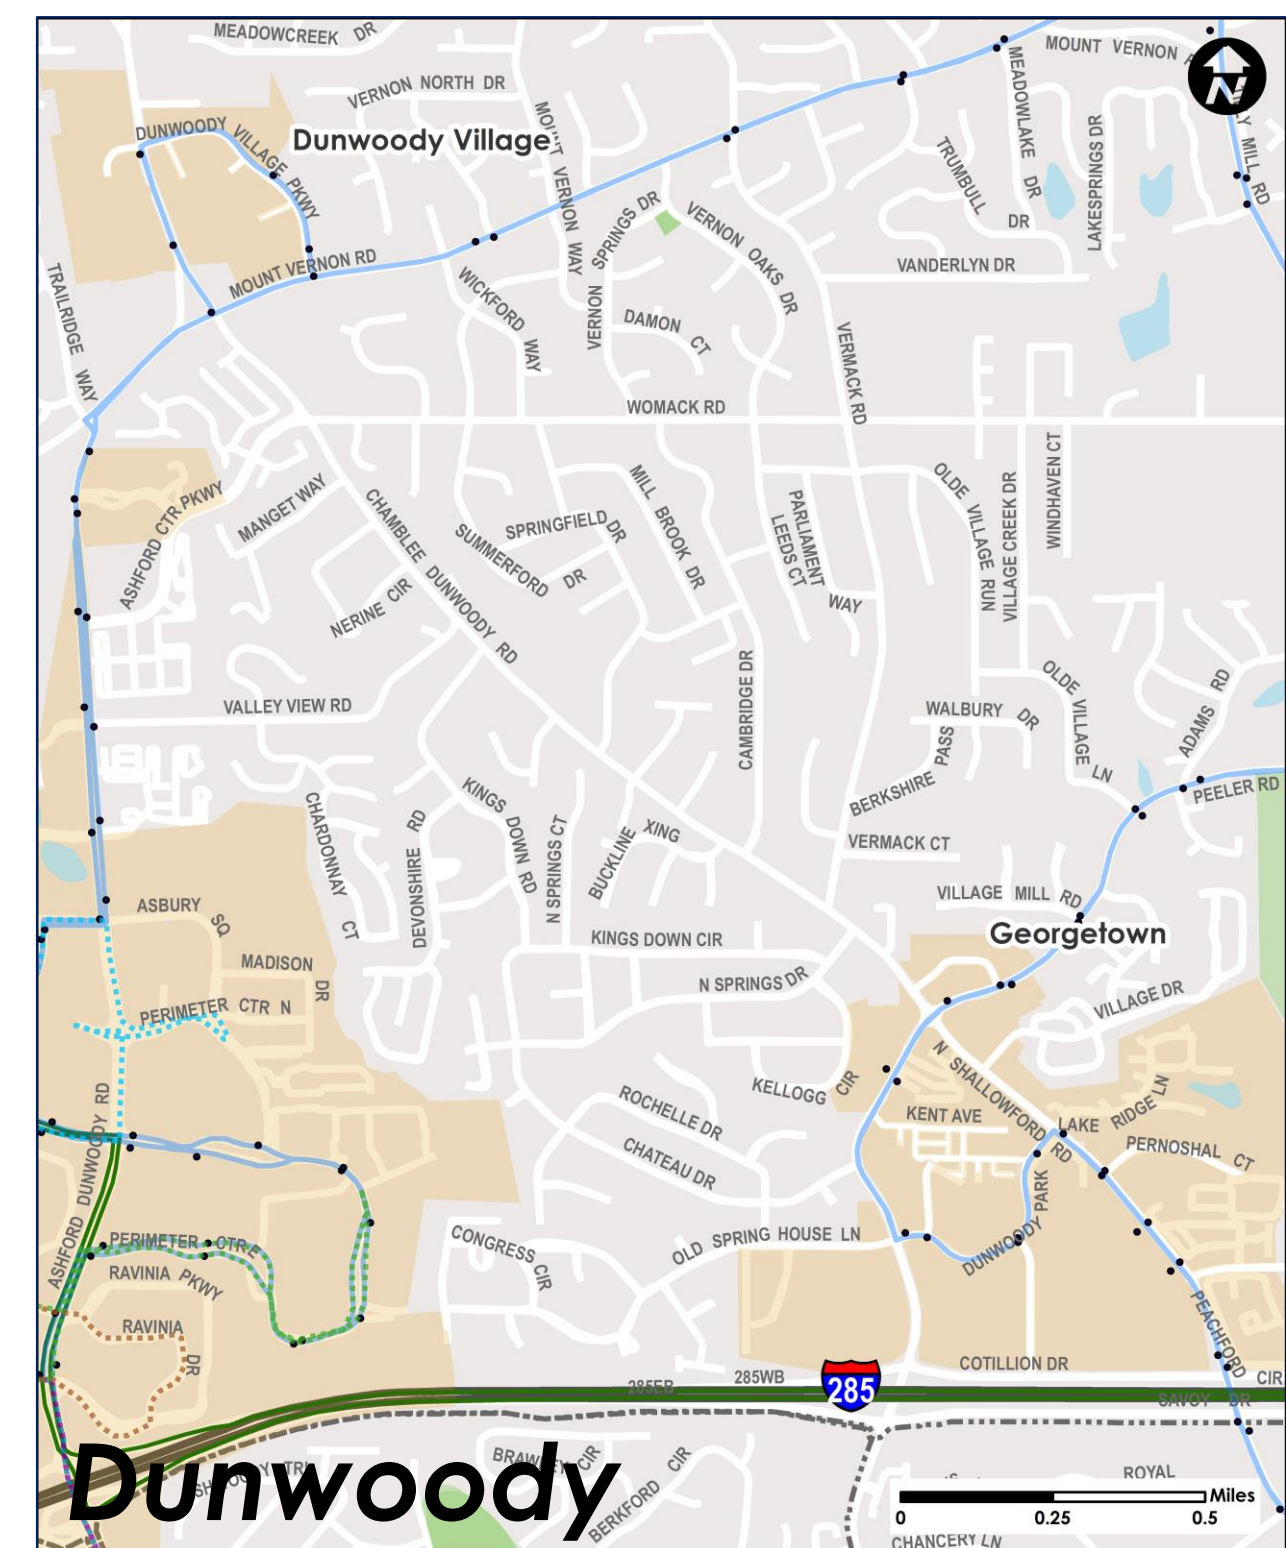 MEADOWCREEK DR
MOUNT VERNON
VERNON NORTH DR
MEADOWLAKE DR
N
DUNWOODY VILLAGE PKWY
Dunwoody Village
MOUNT VERNON WAY
TRUMBULL DR
LAKESPRINGS DR
MILL RD
SPRINGS DR
VERNON
VERNON OAKS DR
MOUNT VERNON RD
VANDERLYN DR
TRAILRIDGE WAY
WICKFORD WAY
DAMON CT
VERMACK RD
WOMACK RD
ASHFORD CTR PKWY
MANGET WAY
CHAMBLEE DUNWOODY RD
SPRINGFIELD DR
SUMMERFORD DR
MILL BROOK DR
PARLIAMENT WAY
LEEDS CT
OLDE VILLAGE RUN
VILLAGE CREEK DR
WINDHAVEN CT
NERINE CIR
VALLEY VIEW RD
CAMBRIDGE DR
WALBURY DR
OLDE VILLAGE LN
ADAMS RD
BERKSHIRE PASS
PEELER RD
CHARDONNAY CT
DEVONSHIRE RD
KINGS DOWN RD
N SPRINGS CT
BUCKLINE XING
VERMACK CT
VILLAGE MILL RD
ASBURY SQ
Georgetown
KINGS DOWN CIR
MADISON DR
N SPRINGS DR
VILLAGE DR
PERIMETER CTR N
N SHALLOWFORD RD
KELLOGG CIR
KENT AVE
LAKE RIDGE LN
ROCHELLE DR
CHATEAU DR
PERNOSHAL CT
ASHFORD DUNWOODY RD
DUNWOODY PARK
PERIMETER CTR E
CONGRESS CIR
OLD SPRING HOUSE LN
RAVINIA PKWY
RAVINIA DR
PEACHFORD
COTILLION DR
285WB
285EB
285
CIR
SAVOY DR
Dunwoody
BERKFORD CIR
ROYAL
Miles
0
0.25
0.5
CHANCERY LN